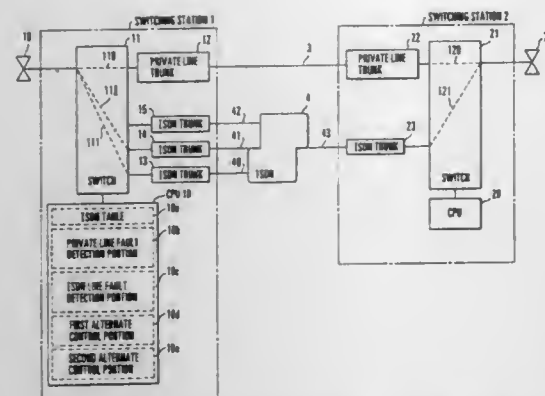 SWITCHING STATION 1
SWITCHING STATION 2
11
12
22
21
PRIVATE-LINE
TRUNK
3
PRIVATE-LINE
TRUNK
110
120
15
42
4
ISDN TRUNK
112
14
41
ISDN TRUNK
111
13
40
ISDN TRUNK
ISDN
43
23
ISDN TRUNK
121
SWITCH
SWITCH
CPU 10
10a
ISDN TABLE
10b
PRIVATE-LINE FAULT
DETECTION PORTION
10c
ISDN LINE FAULT
DETECTION PORTION
10d
FIRST ALTERNATE
CONTROL PORTION
10e
SECOND ALTERNATE
CONTROL PORTION
CPU
20